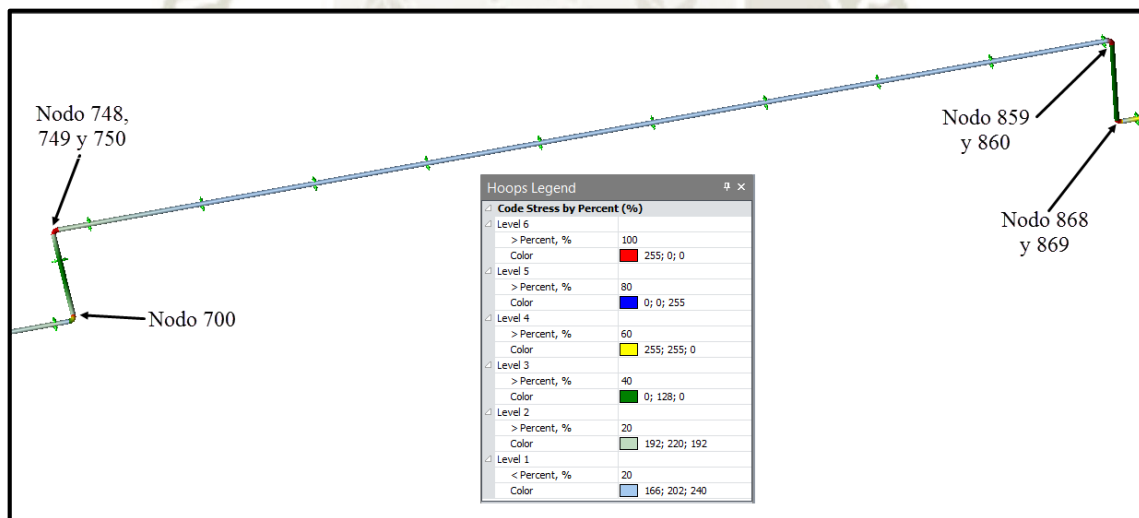 Nodo 748,
749 y 750
Nodo 700
Nodo 859
y 860
Nodo 868
y 869
Hoops Legend
Code Stress by Percent (%)
Level 6
> Percent, % 100
Color 255; 0; 0
Level 5
> Percent, % 80
Color 0; 0; 255
Level 4
> Percent, % 60
Color 255; 255; 0
Level 3
> Percent, % 40
Color 0; 128; 0
Level 2
> Percent, % 20
Color 192; 220; 192
Level 1
< Percent, % 20
Color 166; 202; 240